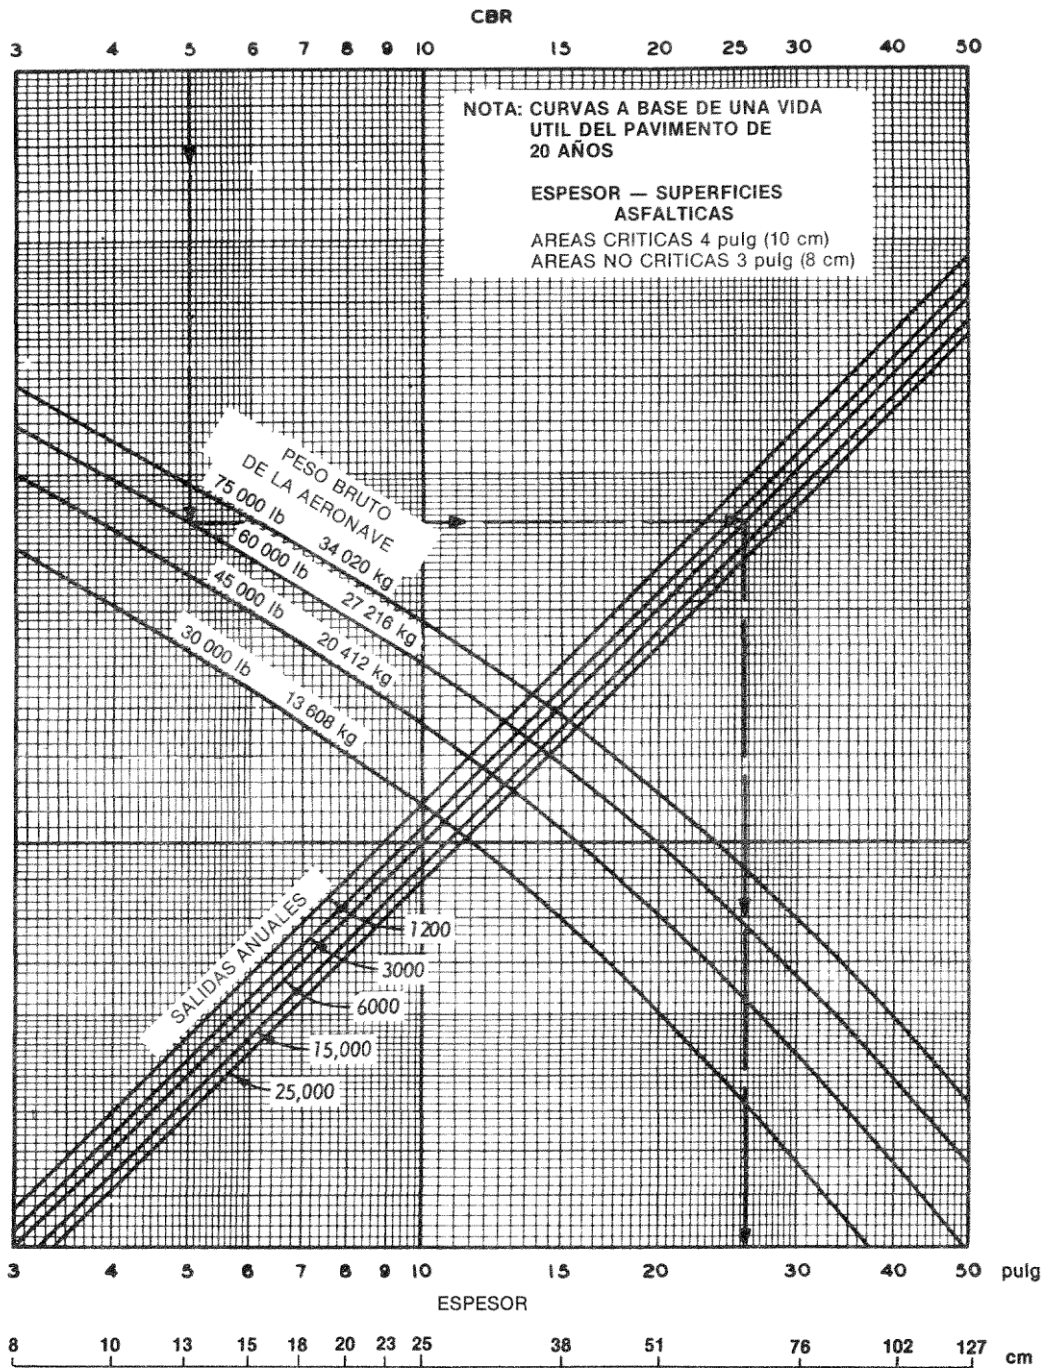 CBR
3 4 5 6 7 8 9 10 15 20 25 30 102 50
NOTA: CURVAS A BASE DE UNA VIDA
UTIL DEL PAVIMENTO DE
20 AÑOS
ESPESOR — SUPERFICIES
ASFALTICAS
AREAS CRITICAS 4 pulg (10 cm)
AREAS NO CRITICAS 3 pulg (8 cm)
PESO BRUTO
DE LA AERONAVE
75 000 lb 34 020 kg
60 000 lb 27 216 kg
45 000 lb 20 412 kg
30 000 lb 13 608 kg
SALIDAS ANUALES
1200
3000
6000
15,000
25,000
3 4 5 6 7 8 9 10 15 20 30 40 50 pulg
ESPESOR
8 10 13 15 18 20 23 25 38 51 76 102 127 cm